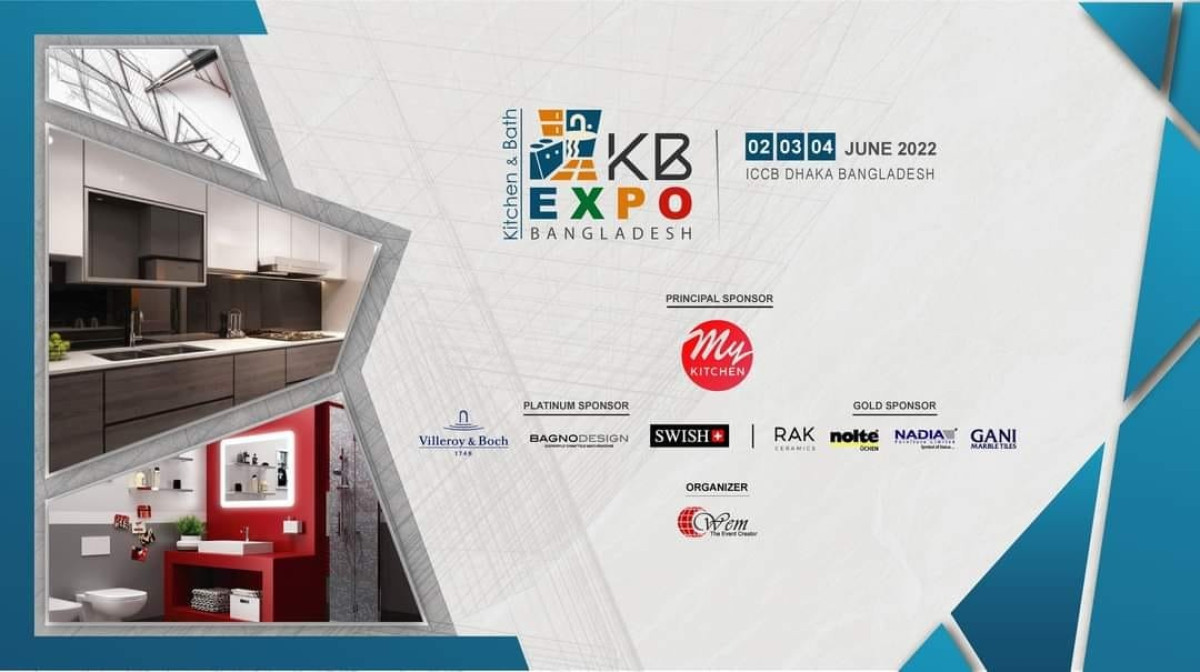 Kitchen & Bath
KB
EXPO
BANGLADESH
02 03 04 JUNE 2022
ICCB DHAKA BANGLADESH
PRINCIPAL SPONSOR
My
KITCHEN
PLATINUM SPONSOR
Villeroy & Boch
1748
BAGNODESIGN
SWISH
GOLD SPONSOR
RAK
CERAMICS
nolte
NADIA
Furniture Limited
GANI
MARBLE TILES
ORGANIZER
Wem
The Event Creator